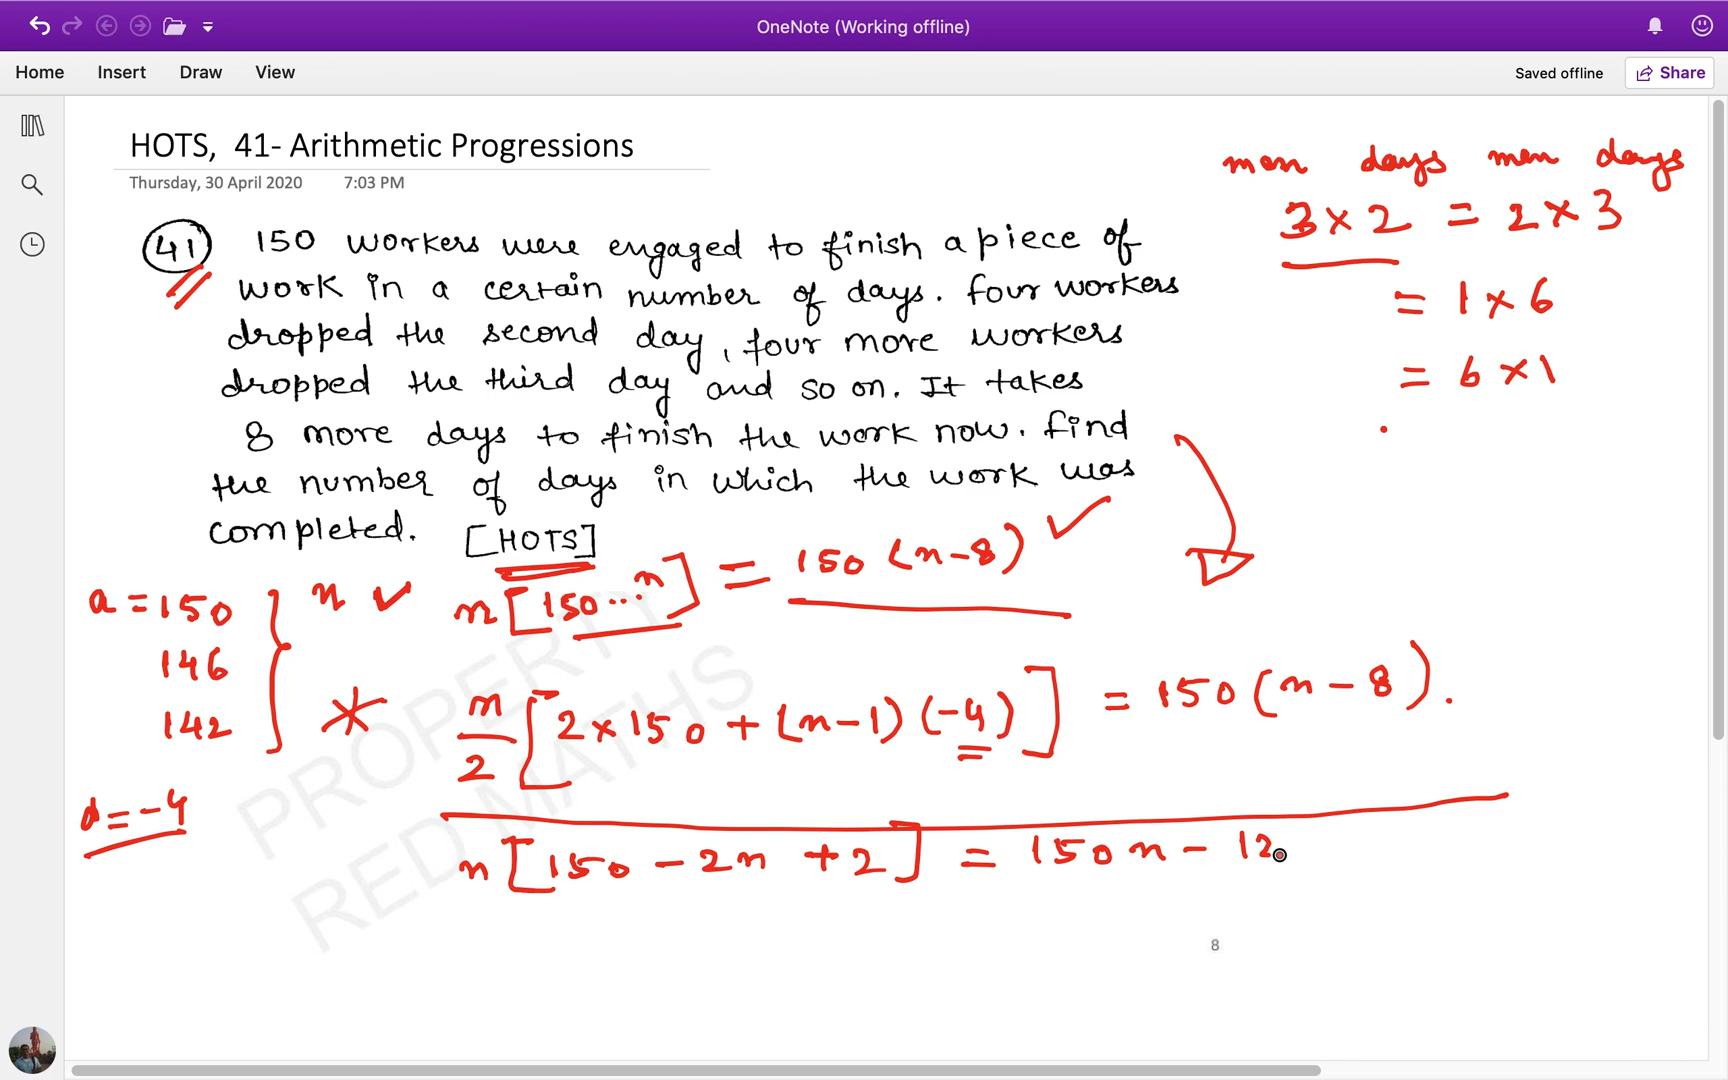 OneNote (Working offline)
Home Insert Draw View
Saved offline
Share
HOTS, 41- Arithmetic Progressions
Thursday, 30 April 2020 7:03 PM
41 150 workers were engaged to finish a piece of
work in a certain number of days. four workers
dropped the second day, four more workers
dropped the third day and so on. It takes
8 more days to finish the work now. find
the number of days in which the work was
completed. [HOTS]
men days men days
3 × 2 = 2 × 3
= 1 × 6
= 6 × 1
a = 150
146
142
d = -4
n ✓
n[150 ... n] = 150 (n-8) ✓
n/2 [2 × 150 + (n-1) (-4)] = 150 (n - 8).
n [150 - 2n + 2] = 150 n - 12
8
PROPERTY
RED MATHS